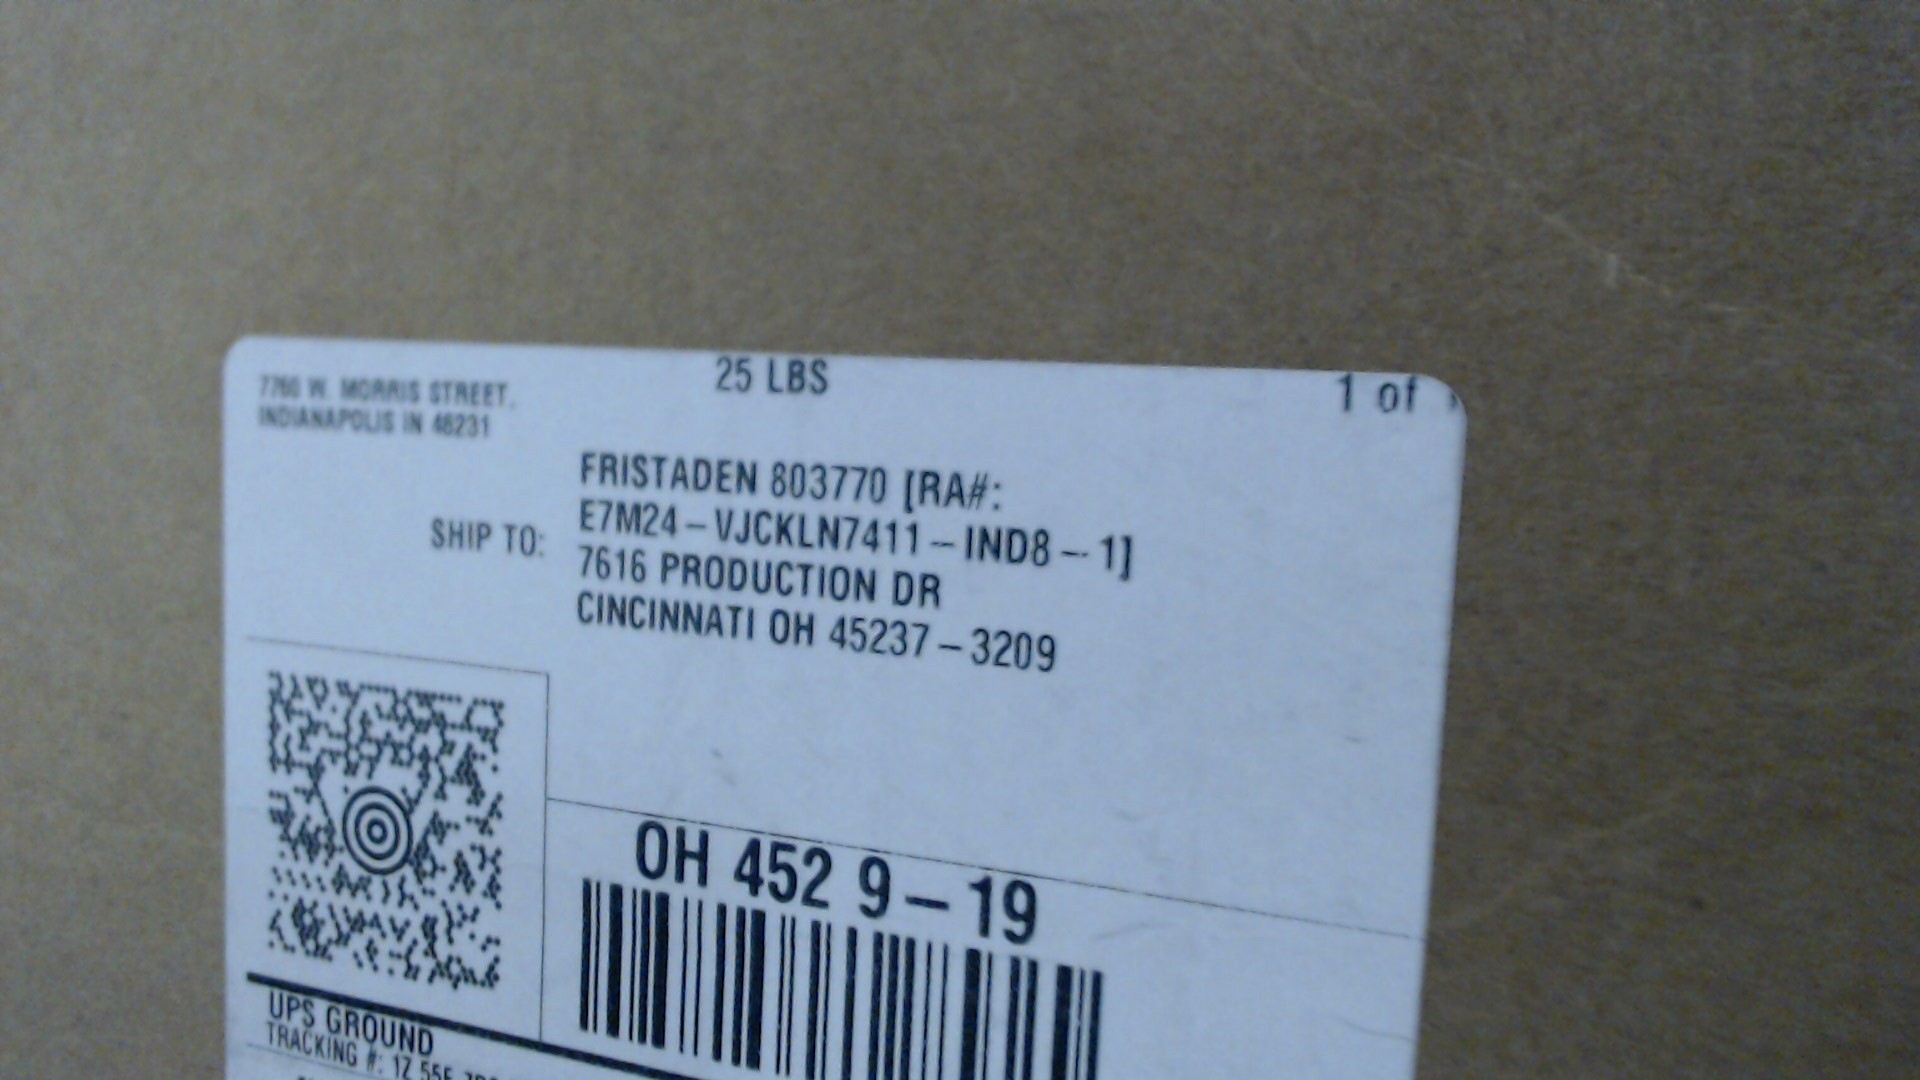 25 LBS
1 of
7760 W. MORRIS STREET.
INDIANAPOLIS IN 46231
SHIP TO:
FRISTADEN 803770 [RA#:
E7M24-VJCKLN7411-IND8-1]
7616 PRODUCTION DR
CINCINNATI OH 45237-3209
OH 452 9-19
UPS GROUND
TRACKING #: 1Z 55F